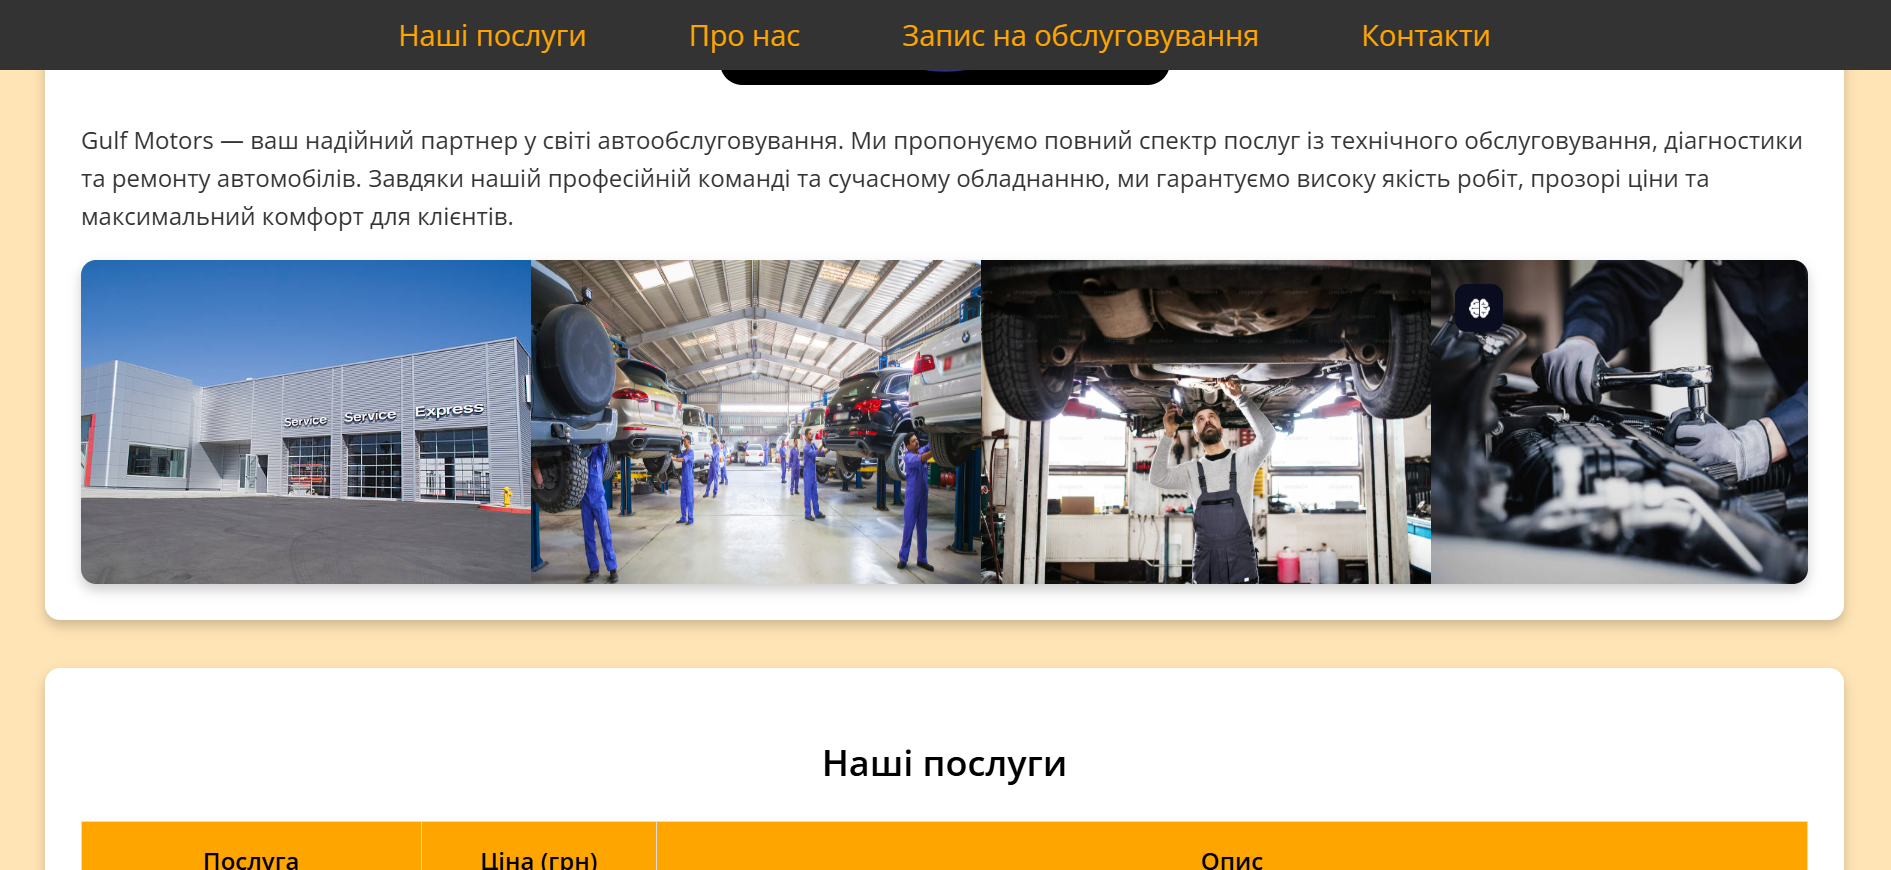 Наші послуги
Про нас
Запис на обслуговування
Контакти
Gulf Motors — ваш надійний партнер у світі автообслуговування. Ми пропонуємо повний спектр послуг із технічного обслуговування, діагностики
та ремонту автомобілів. Завдяки нашій професійній команді та сучасному обладнанню, ми гарантуємо високу якість робіт, прозорі ціни та
максимальний комфорт для клієнтів.
Service
Service
Express
Наші послуги
Послуга
Ціна (грн)
Опис